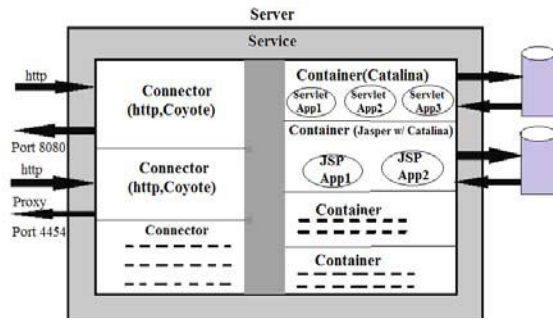 Server
Service
http
Port 8080
http
Proxy
Port 4454
Connector
(http,Coyote)
Connector
(http,Coyote)
Connector
Container(Catalina)
Servlet
App1
Servlet
App2
Servlet
App3
Container (Jasper w/ Catalina)
JSP
App1
JSP
App2
Container
Container